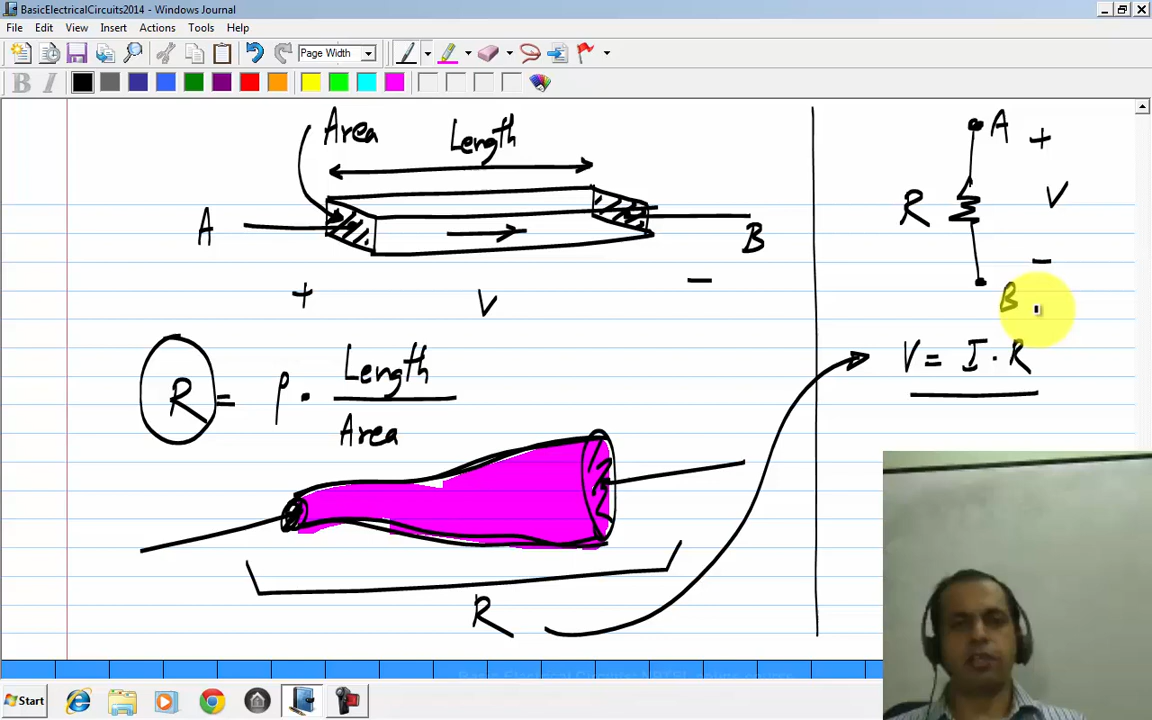 BasicElectricalCircuits2014 - Windows Journal
File Edit View Insert Actions Tools Help
Page Width
B I
Area Length
A B
+ V −
R = ρ · Length
Area
R
A +
R V
−
B
V = I · R
Start